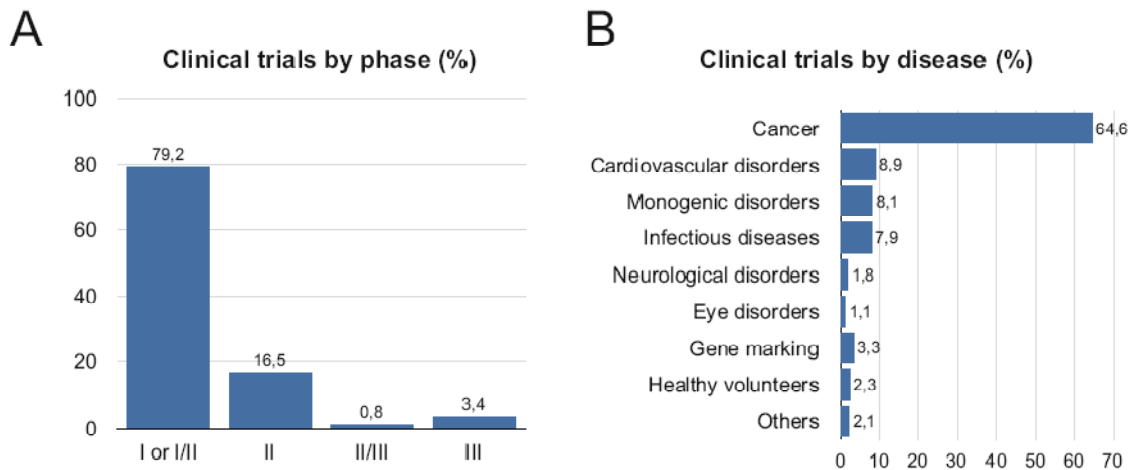 A
Clinical trials by phase (%)
100
80
60
40
20
0
79,2
16,5
0,8
3,4
I or I/II
II
II/III
III
B
Clinical trials by disease (%)
Cancer 64,6
Cardiovascular disorders 8,9
Monogenic disorders 8,1
Infectious diseases 7,9
Neurological disorders 1,8
Eye disorders 1,1
Gene marking 3,3
Healthy volunteers 2,3
Others 2,1
0 10 20 30 40 50 60 70